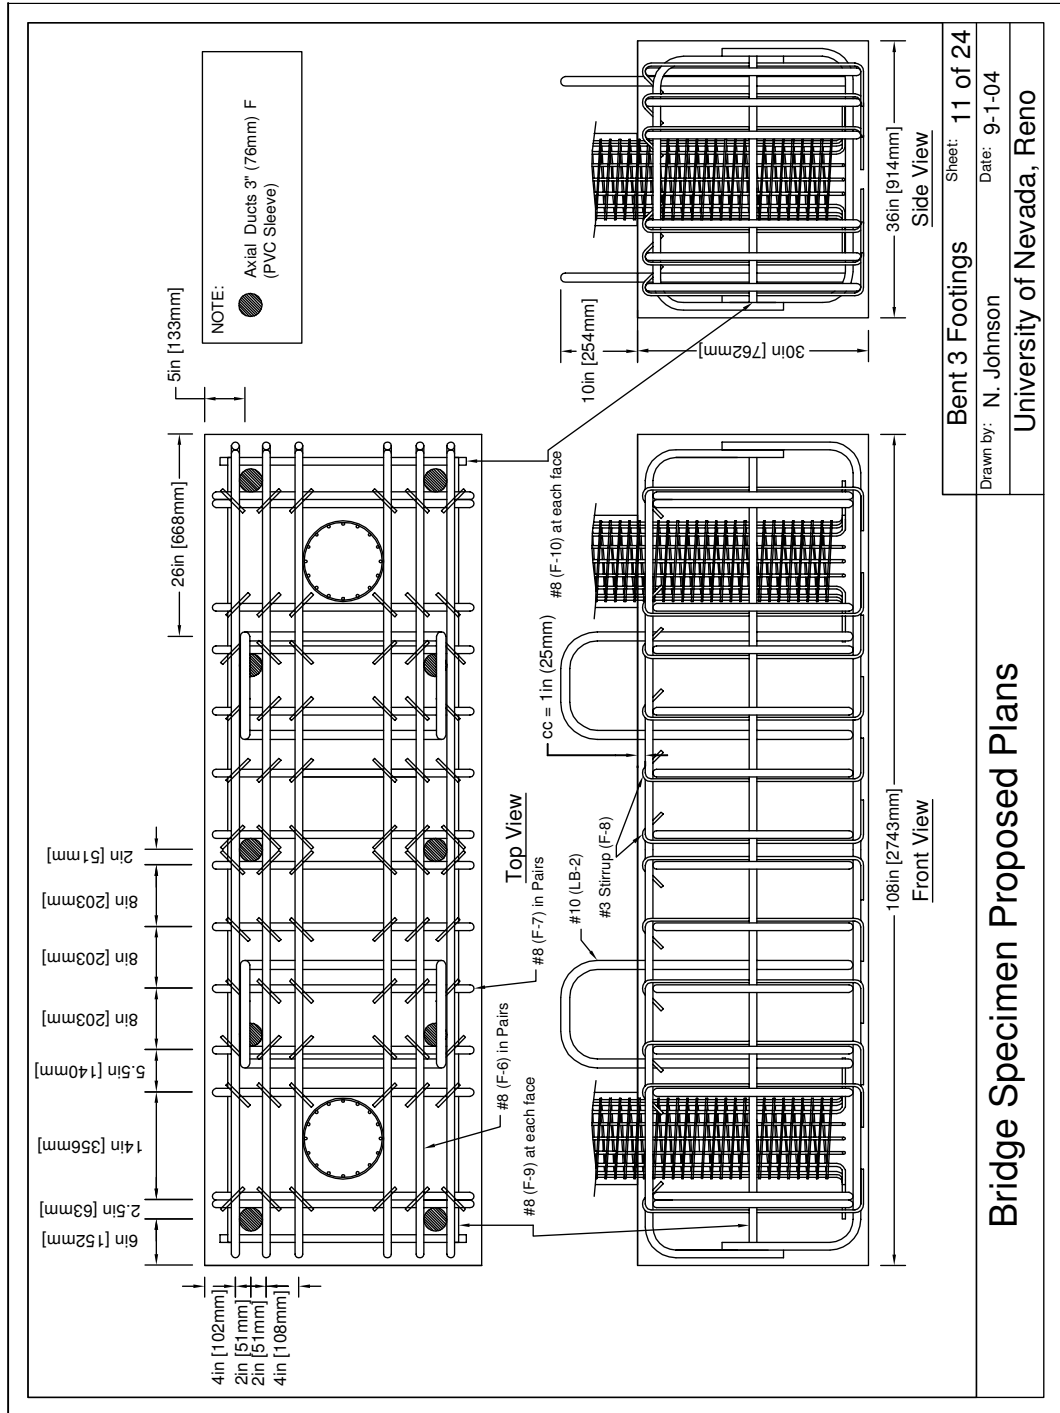 NOTE:
Axial Ducts 3" (76mm) F
(PVC Sleeve)
5in [133mm]
26in [668mm]
2in [51mm]
8in [203mm]
8in [203mm]
8in [203mm]
5.5in [140mm]
14in [356mm]
2.5in [63mm]
6in [152mm]
4in [102mm]
2in [51mm]
2in [51mm]
4in [108mm]
Top View
#8 (F-7) in Pairs
#8 (F-6) in Pairs
#8 (F-9) at each face
#8 (F-10) at each face
cc = 1in (25mm)
#10 (LB-2)
#3 Stirrup (F-8)
108in [2743mm]
Front View
10in [254mm]
30in [762mm]
36in [914mm]
Side View
Bridge Specimen Proposed Plans
Bent 3 Footings
Sheet: 11 of 24
Drawn by: N. Johnson
Date: 9-1-04
University of Nevada, Reno